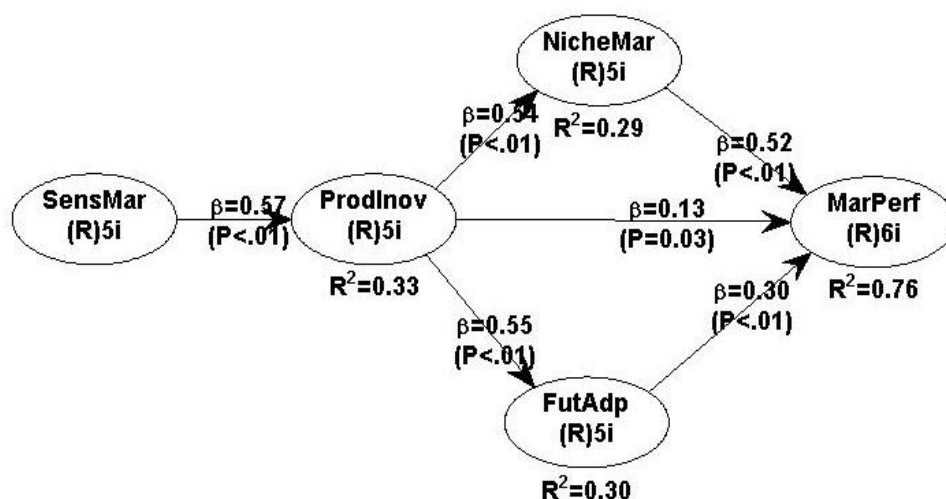 NicheMar
(R)5i
R²=0.29
β=0.54
(P<.01)
β=0.52
(P<.01)
SensMar
(R)5i
β=0.57
(P<.01)
ProdInov
(R)5i
R²=0.33
β=0.13
(P=0.03)
MarPerf
(R)6i
R²=0.76
β=0.55
(P<.01)
β=0.30
(P<.01)
FutAdp
(R)5i
R²=0.30